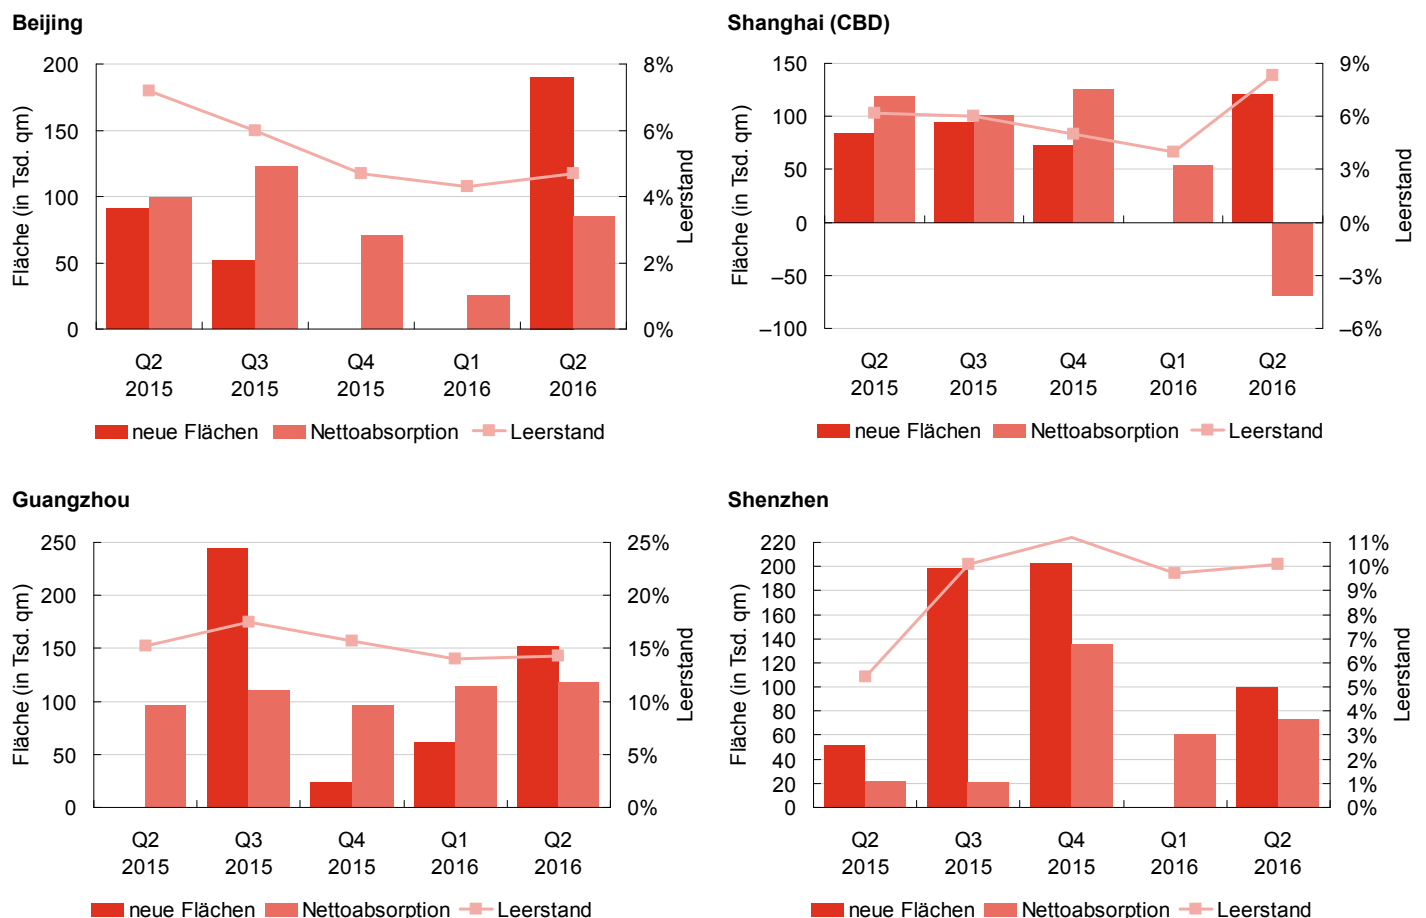 Beijing
Fläche (in Tsd. qm)
200
150
100
50
0
8%
6%
4%
2%
0%
Leerstand
Q2 Q3 Q4 Q1 Q2
2015 2015 2015 2016 2016
neue Flächen Nettoabsorption Leerstand
Shanghai (CBD)
Fläche (in Tsd. qm)
150
100
50
0
–50
–100
9%
6%
3%
0%
–3%
–6%
Leerstand
Q2 Q3 Q4 Q1 Q2
2015 2015 2015 2016 2016
neue Flächen Nettoabsorption Leerstand
Guangzhou
Fläche (in Tsd. qm)
250
200
150
100
50
0
25%
20%
15%
10%
5%
0%
Leerstand
Q2 Q3 Q4 Q1 Q2
2015 2015 2015 2016 2016
neue Flächen Nettoabsorption Leerstand
Shenzhen
Fläche (in Tsd. qm)
220
200
180
160
140
120
100
80
60
40
20
0
11%
10%
9%
8%
7%
6%
5%
4%
3%
2%
1%
0%
Leerstand
Q2 Q3 Q4 Q1 Q2
2015 2015 2015 2016 2016
neue Flächen Nettoabsorption Leerstand